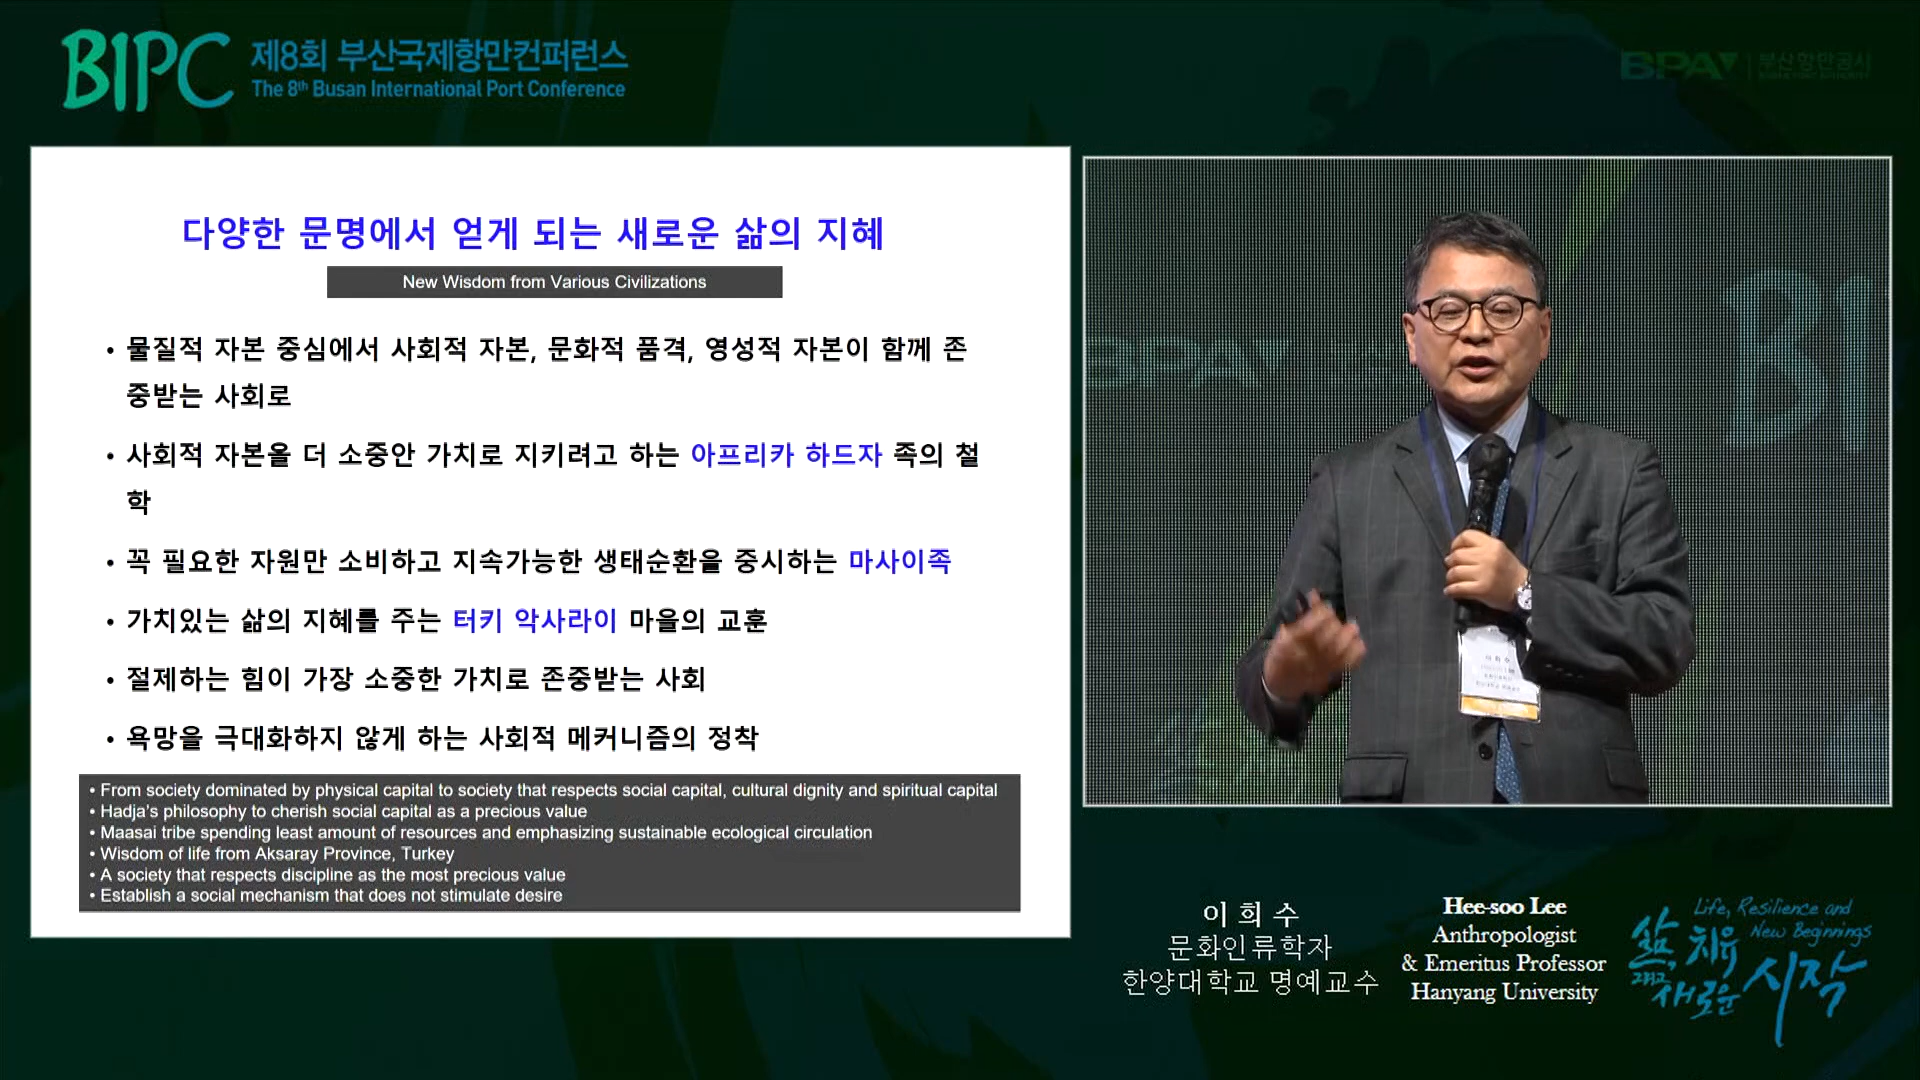 BIPC 제8회 부산국제항만컨퍼런스
The 8th Busan International Port Conference
BPA 부산항만공사
다양한 문명에서 얻게 되는 새로운 삶의 지혜
New Wisdom from Various Civilizations
• 물질적 자본 중심에서 사회적 자본, 문화적 품격, 영성적 자본이 함께 존
중받는 사회로
• 사회적 자본올 더 소중안 가치로 지키려고 하는 아프리카 하드자 족의 철
학
• 꼭 필요한 자원만 소비하고 지속가능한 생태순환을 중시하는 마사이족
• 가치있는 삶의 지혜를 주는 터키 악사라이 마을의 교훈
• 절제하는 힘이 가장 소중한 가치로 존중받는 사회
• 욕망을 극대화하지 않게 하는 사회적 메커니즘의 정착
• From society dominated by physical capital to society that respects social capital, cultural dignity and spiritual capital
• Hadja's philosophy to cherish social capital as a precious value
• Maasai tribe spending least amount of resources and emphasizing sustainable ecological circulation
• Wisdom of life from Aksaray Province, Turkey
• A society that respects discipline as the most precious value
• Establish a social mechanism that does not stimulate desire
BPA
BI
이 희 수
문화인류학자
한양대학교 명예교수
Hee-soo Lee
Anthropologist
& Emeritus Professor
Hanyang University
Life, Resilience and
New Beginnings
삶, 치유
그리고
새로운 시작